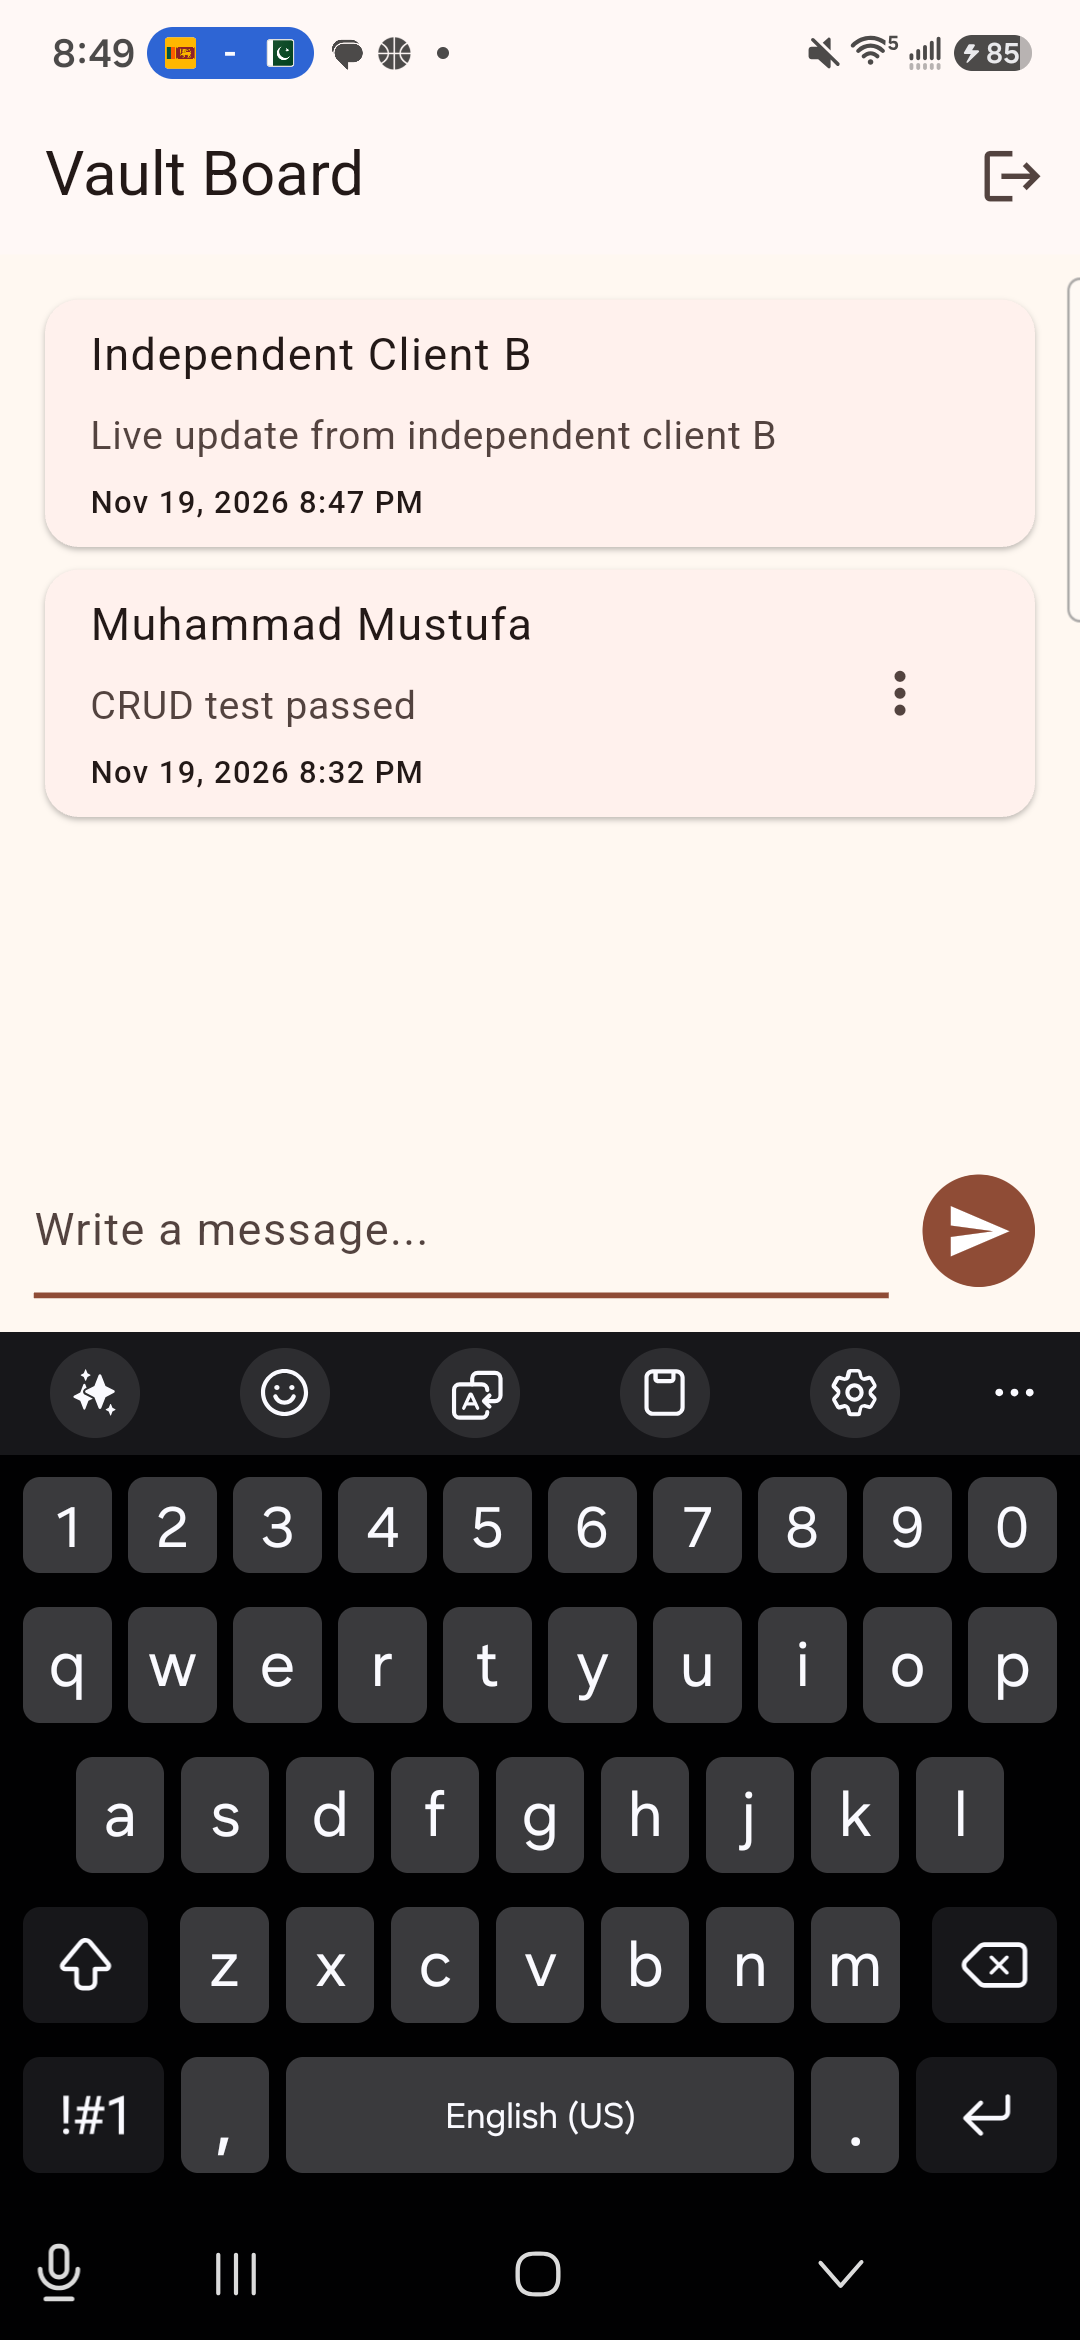 8:49
5
85
Vault Board
Independent Client B
Live update from independent client B
Nov 19, 2026 8:47 PM
Muhammad Mustufa
CRUD test passed
Nov 19, 2026 8:32 PM
Write a message...
1 2 3 4 5 6 7 8 9 0
q w e r t y u i o p
a s d f g h j k l
z x c v b n m
!#1 , English (US) .